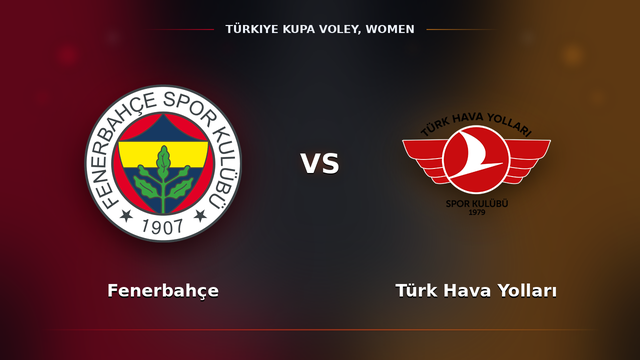 TÜRKIYE KUPA VOLEY, WOMEN
FENERBAHÇE SPOR KULÜBÜ
★ 1907 ★
TÜRK HAVA YOLLARI
SPOR KULÜBÜ
1979
VS
Fenerbahçe
Türk Hava Yolları